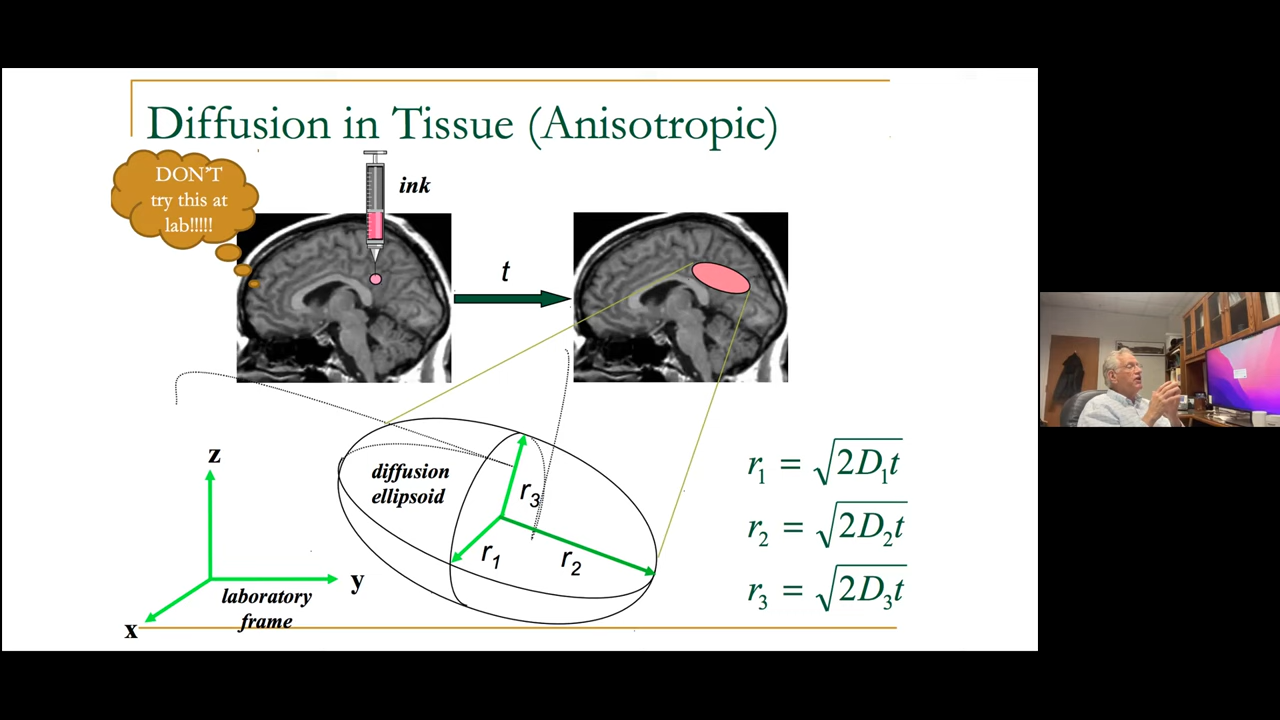 Diffusion in Tissue (Anisotropic)
DON'T
try this at
lab!!!!!
ink
t
diffusion
ellipsoid
r3
r1
r2
z
y
x
laboratory
frame
r1 = √2D1t
r2 = √2D2t
r3 = √2D3t